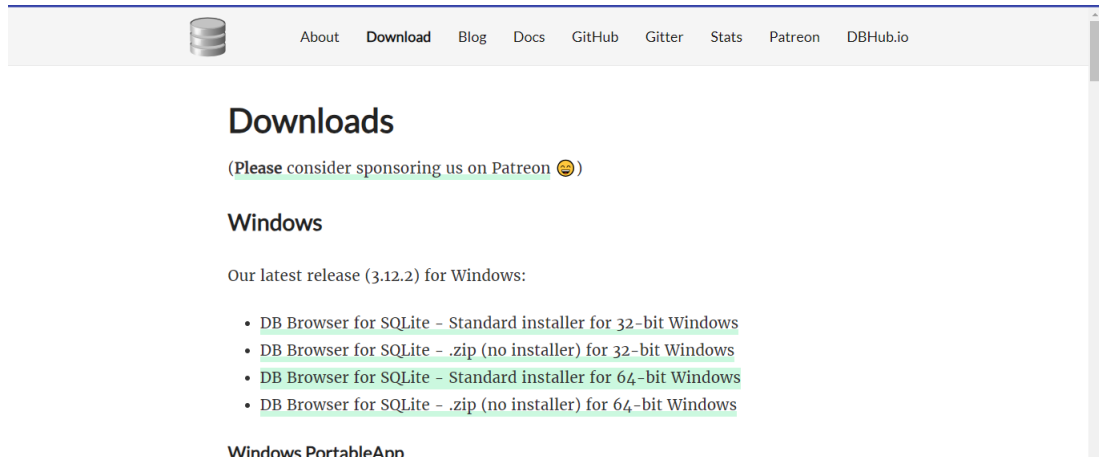 About Download Blog Docs GitHub Gitter Stats Patreon DBHub.io
Downloads
(Please consider sponsoring us on Patreon 😄)
Windows
Our latest release (3.12.2) for Windows:
• DB Browser for SQLite - Standard installer for 32-bit Windows
• DB Browser for SQLite - .zip (no installer) for 32-bit Windows
• DB Browser for SQLite - Standard installer for 64-bit Windows
• DB Browser for SQLite - .zip (no installer) for 64-bit Windows
Windows PortableApp